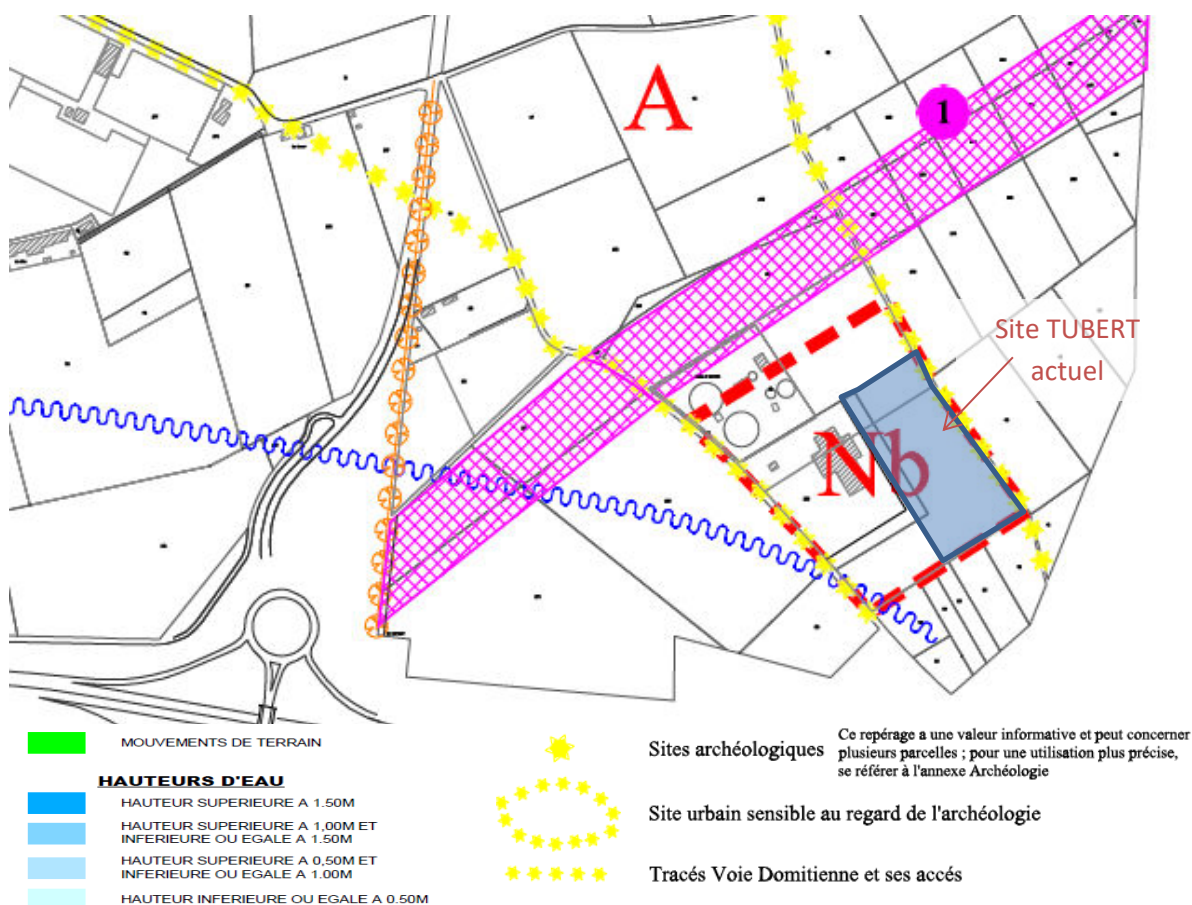 A
1
Site TUBERT
actuel
Nb
MOUVEMENTS DE TERRAIN
HAUTEURS D'EAU
HAUTEUR SUPERIEURE A 1.50M
HAUTEUR SUPERIEURE A 1,00M ET
INFERIEURE OU EGALE A 1.50M
HAUTEUR SUPERIEURE A 0,50M ET
INFERIEURE OU EGALE A 1.00M
HAUTEUR INFERIEURE OU EGALE A 0.50M
Sites archéologiques
Ce repérage a une valeur informative et peut concerner
plusieurs parcelles ; pour une utilisation plus précise,
se référer à l'annexe Archéologie
Site urbain sensible au regard de l'archéologie
Tracés Voie Domitienne et ses accés